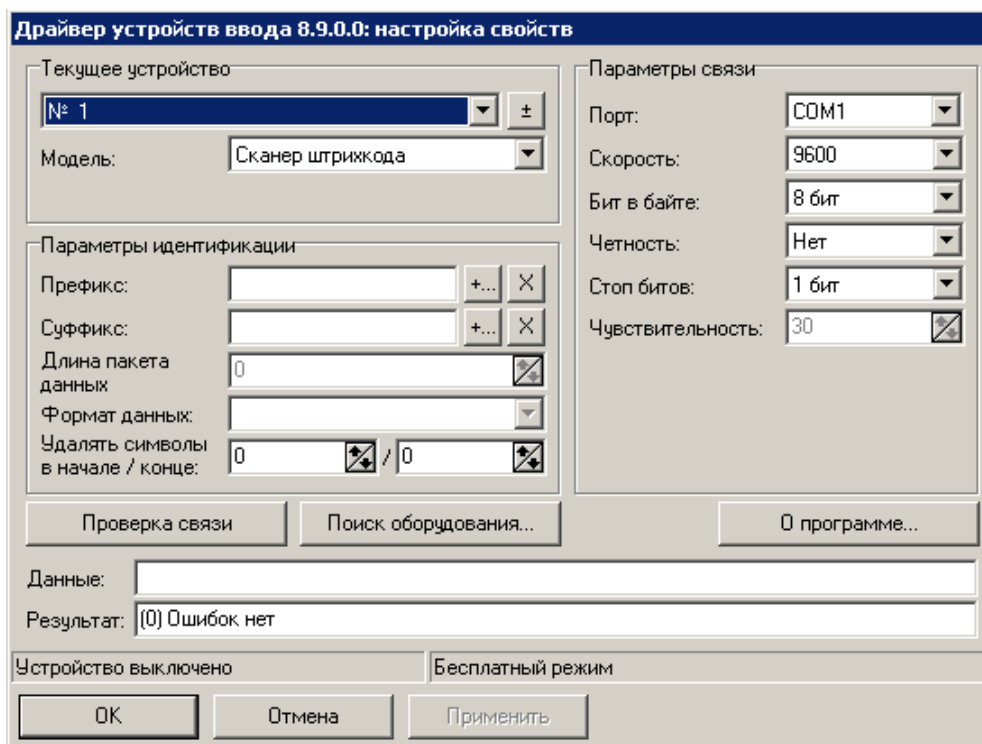 Драйвер устройств ввода 8.9.0.0: настройка свойств
Текущее устройство
№ 1
±
Модель:
Сканер штрихкода
Параметры идентификации
Префикс:
+...
X
Суффикс:
+...
X
Длина пакета
данных
0
Формат данных:
Удалять символы
в начале / конце:
0
/
0
Параметры связи
Порт:
COM1
Скорость:
9600
Бит в байте:
8 бит
Четность:
Нет
Стоп битов:
1 бит
Чувствительность:
30
Проверка связи
Поиск оборудования...
О программе...
Данные:
Результат: (0) Ошибок нет
Устройство выключено
Бесплатный режим
OK
Отмена
Применить